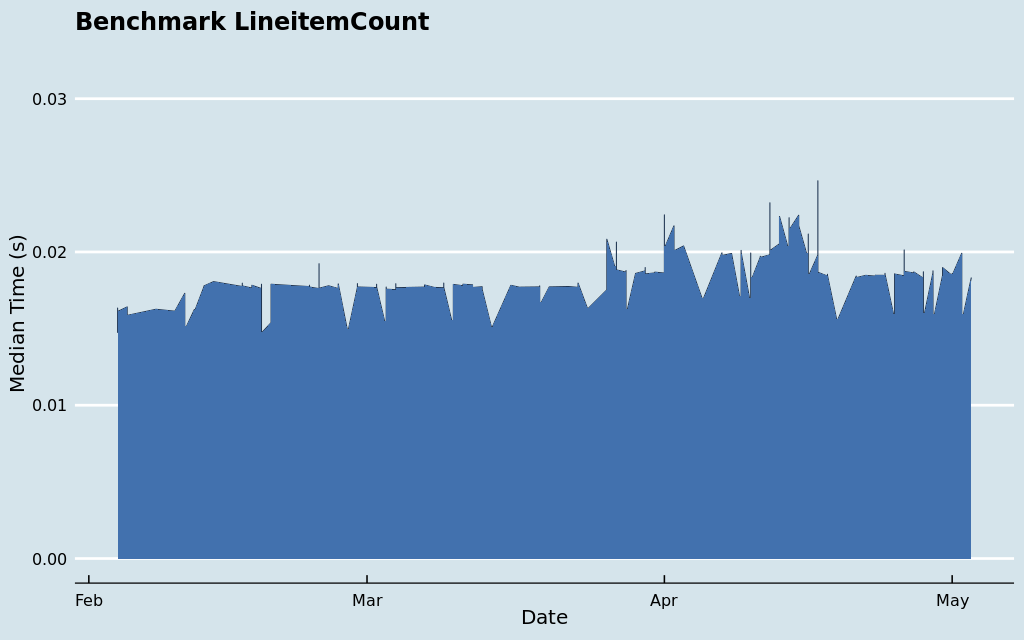 Benchmark LineitemCount
0.03
0.02
0.01
0.00
Median Time (s)
Feb Mar Apr May
Date